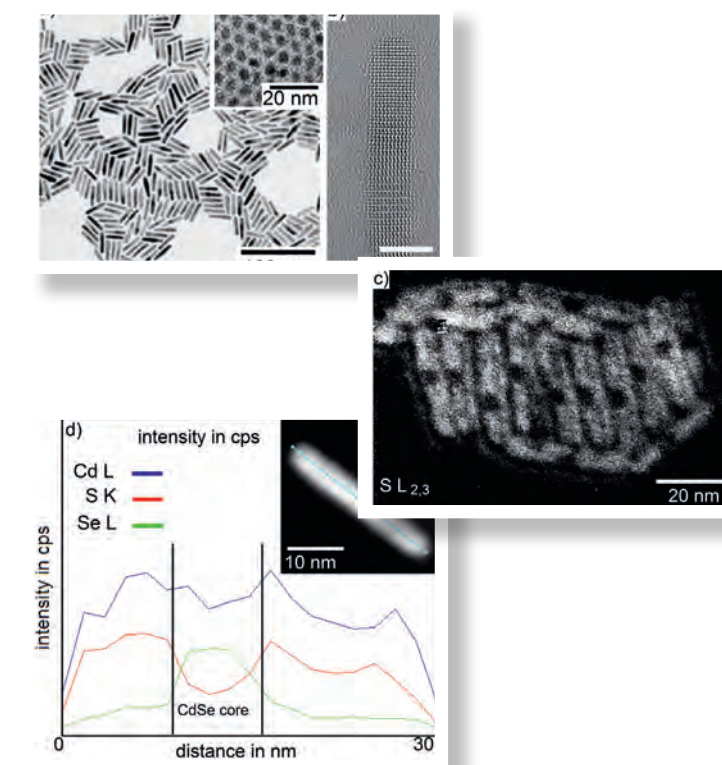 20 nm
c)
S L2,3
20 nm
d)
intensity in cps
Cd L
S K
Se L
10 nm
intensity in cps
CdSe core
0
distance in nm
30